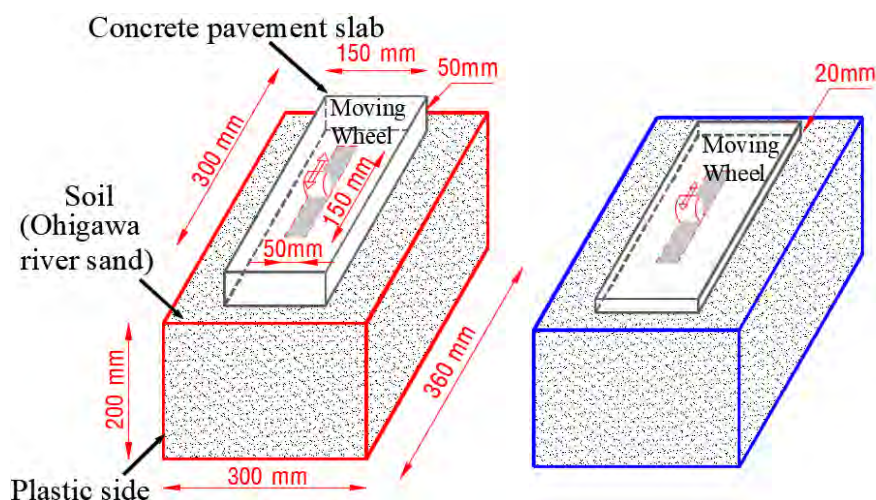 Concrete pavement slab
150 mm
50mm
20mm
300 mm
Moving
Wheel
Moving
Wheel
Soil
(Ohigawa
river sand)
150 mm
50mm
200 mm
360 mm
300 mm
Plastic side